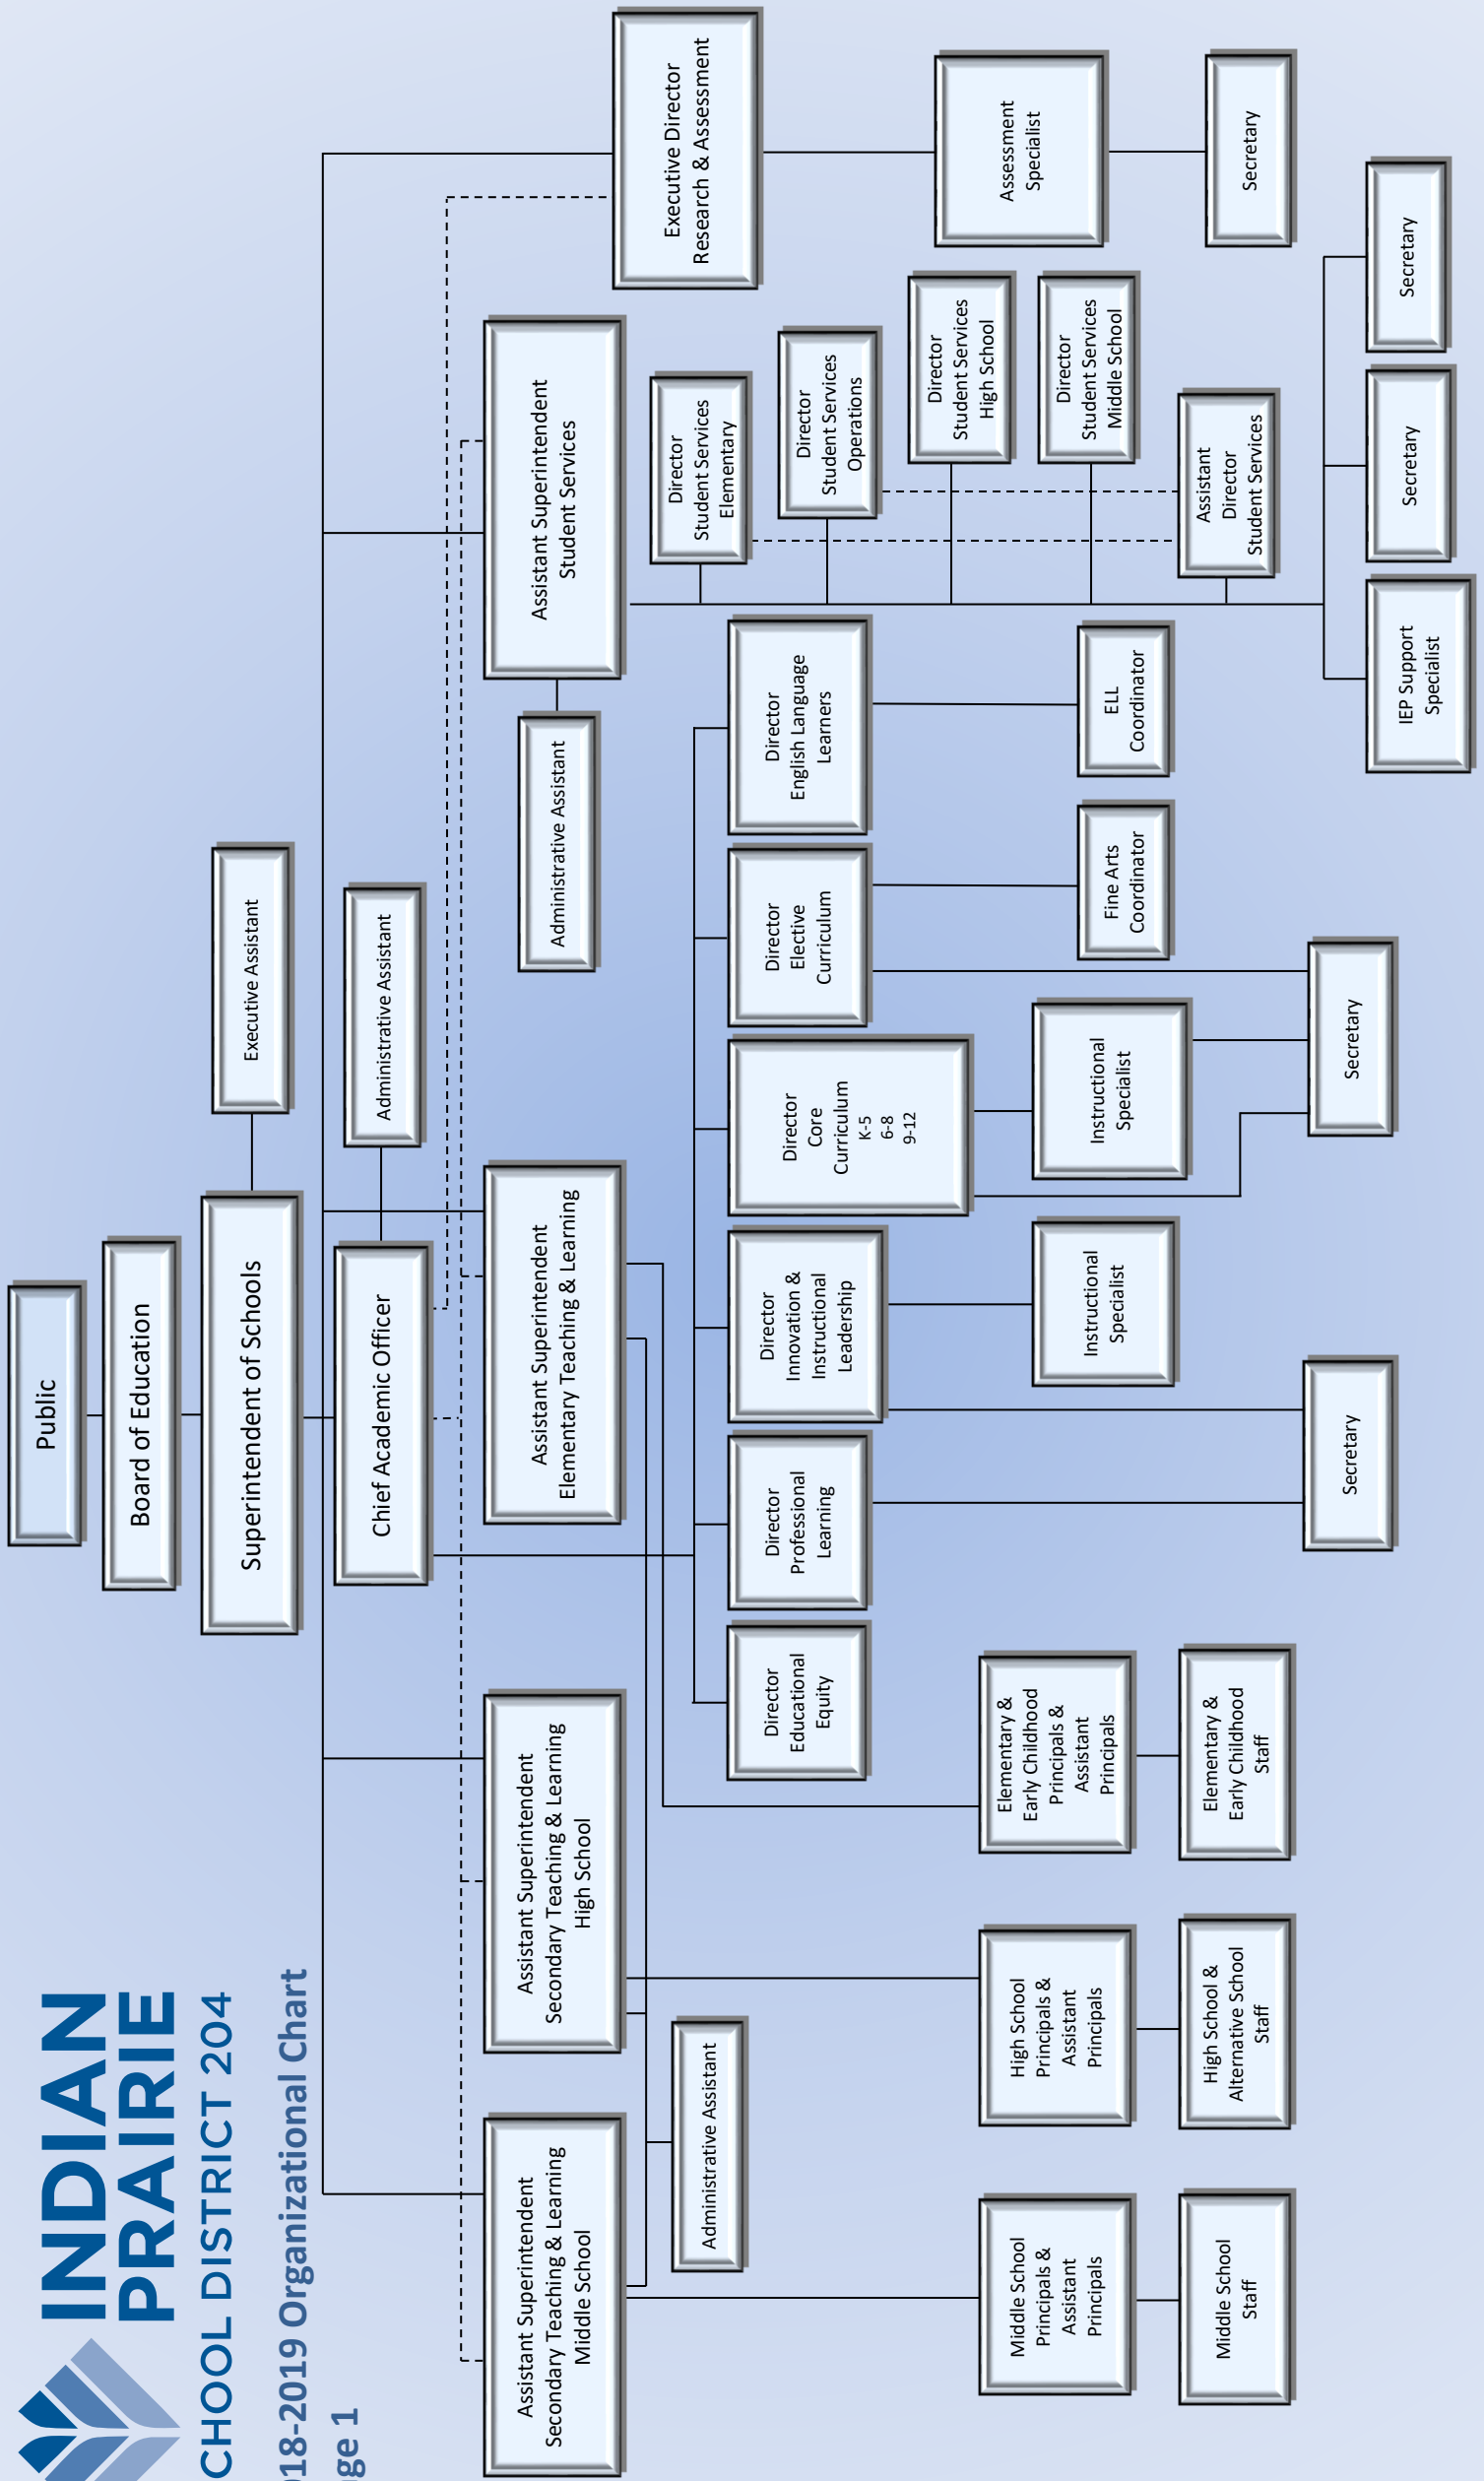 INDIAN
PRAIRIE
CHOOL DISTRICT 204
018-2019 Organizational Chart
age 1
Public
Board of Education
Superintendent of Schools
Executive Assistant
Chief Academic Officer
Administrative Assistant
Assistant Superintendent
Secondary Teaching & Learning
Middle School
Assistant Superintendent
Secondary Teaching & Learning
High School
Assistant Superintendent
Elementary Teaching & Learning
Administrative Assistant
Assistant Superintendent
Student Services
Executive Director
Research & Assessment
Administrative Assistant
Director
Educational
Equity
Director
Professional
Learning
Director
Innovation &
Instructional
Leadership
Director
Core
Curriculum
K-5
6-8
9-12
Director
Elective
Curriculum
Director
English Language
Learners
Director
Student Services
Elementary
Director
Student Services
Operations
Director
Student Services
High School
Director
Student Services
Middle School
Assistant
Director
Student Services
Assessment
Specialist
Secretary
Middle School
Principals &
Assistant
Principals
High School
Principals &
Assistant
Principals
Elementary &
Early Childhood
Principals &
Assistant
Principals
Instructional
Specialist
Instructional
Specialist
Fine Arts
Coordinator
ELL
Coordinator
Middle School
Staff
High School &
Alternative School
Staff
Elementary &
Early Childhood
Staff
Secretary
Secretary
IEP Support
Specialist
Secretary
Secretary